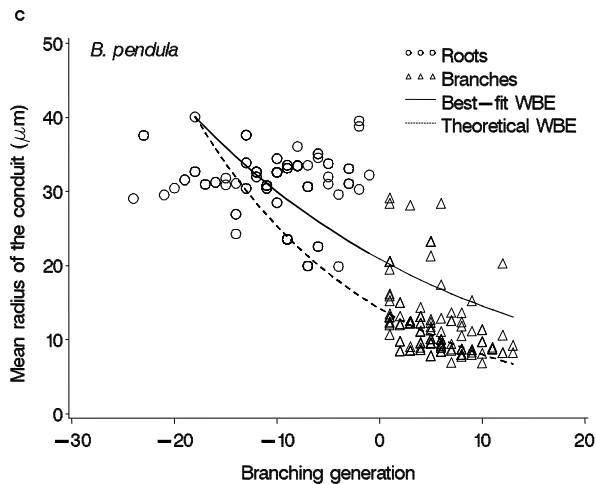 c
B. pendula
Roots
Branches
Best–fit WBE
Theoretical WBE
50
40
30
20
10
0
Mean radius of the conduit (μm)
−30 −20 −10 0 10 20
Branching generation